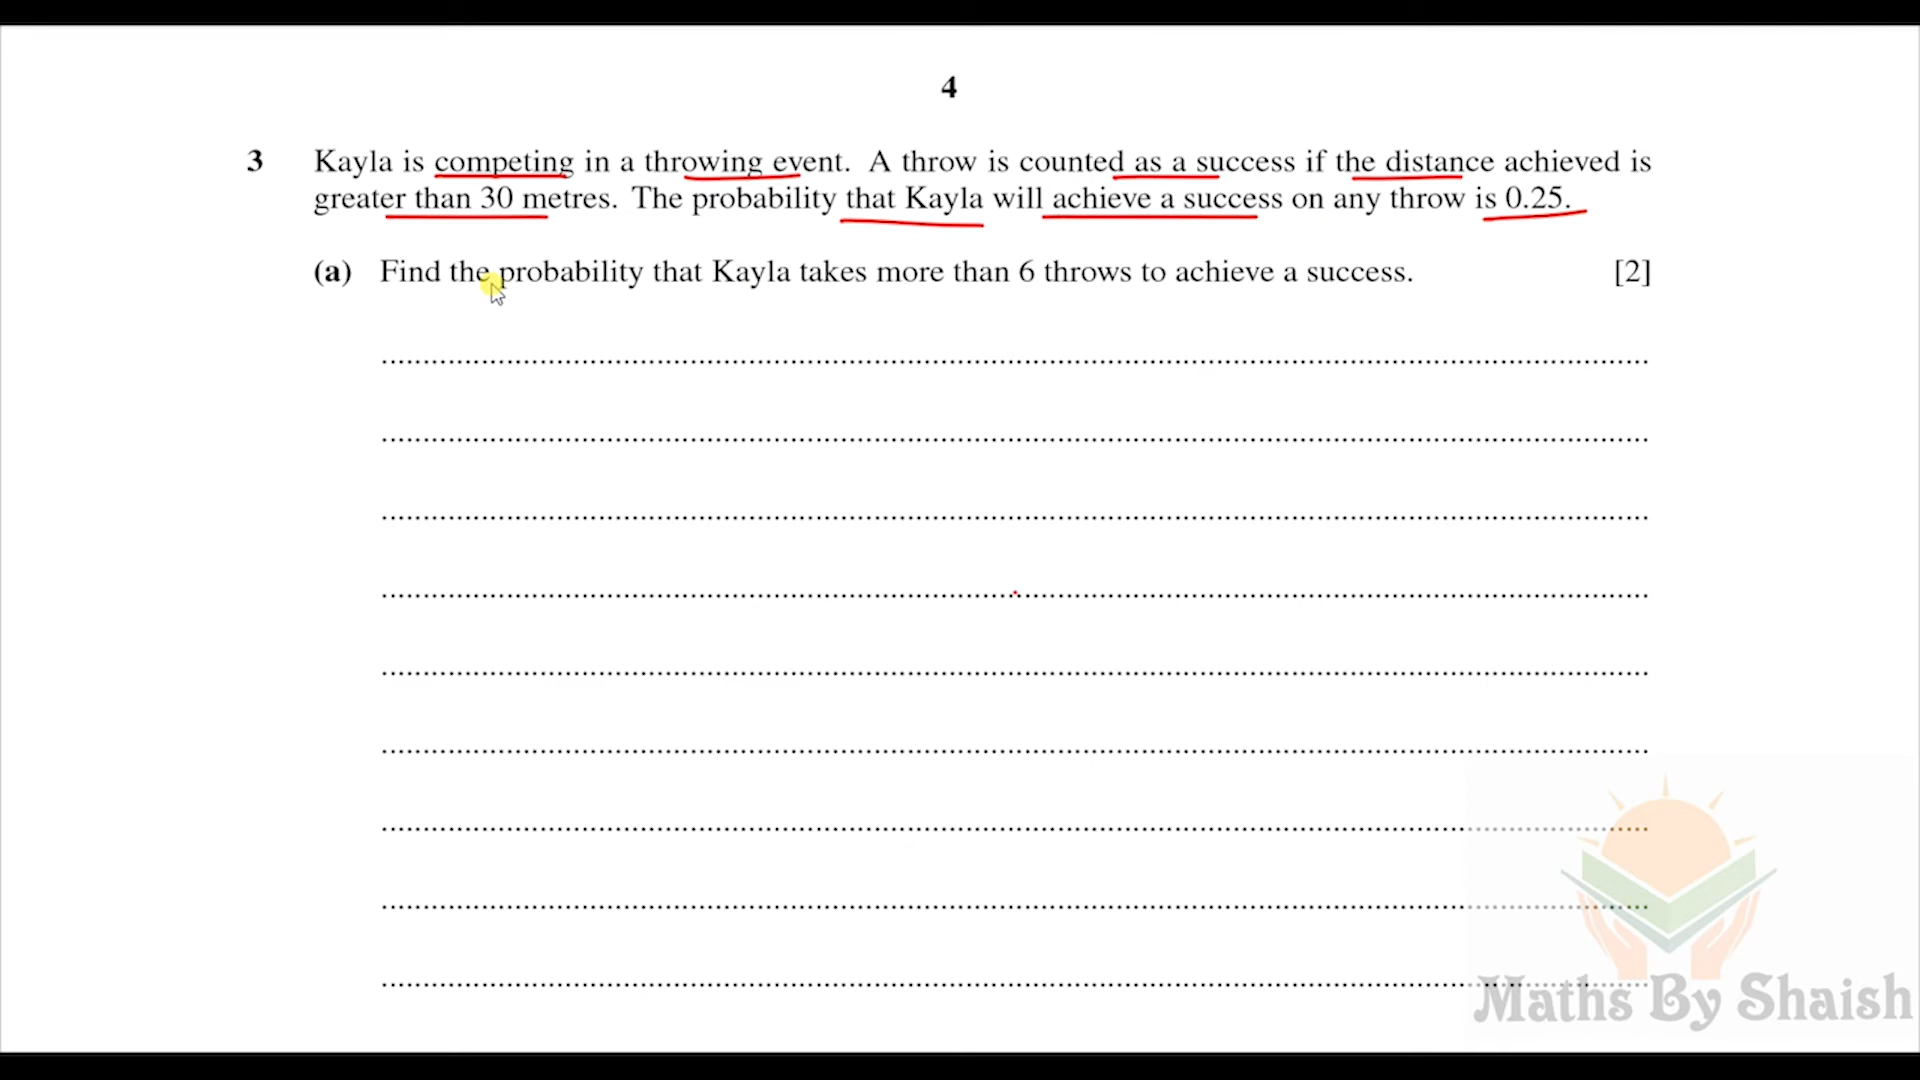 4
3 Kayla is competing in a throwing event. A throw is counted as a success if the distance achieved is
greater than 30 metres. The probability that Kayla will achieve a success on any throw is 0.25.
(a) Find the probability that Kayla takes more than 6 throws to achieve a success. [2]
Maths By Shaish